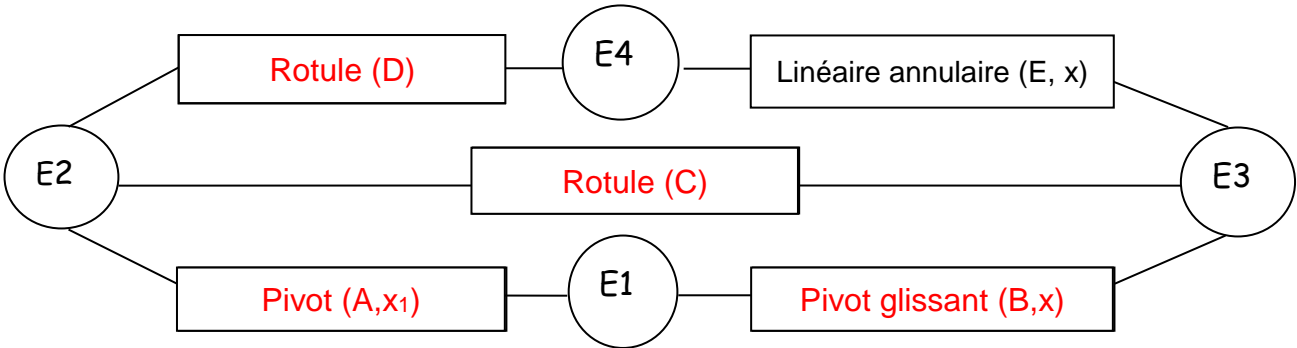 Rotule (D)
E4
Linéaire annulaire (E, x)
E2
Rotule (C)
E3
Pivot (A,x₁)
E1
Pivot glissant (B,x)